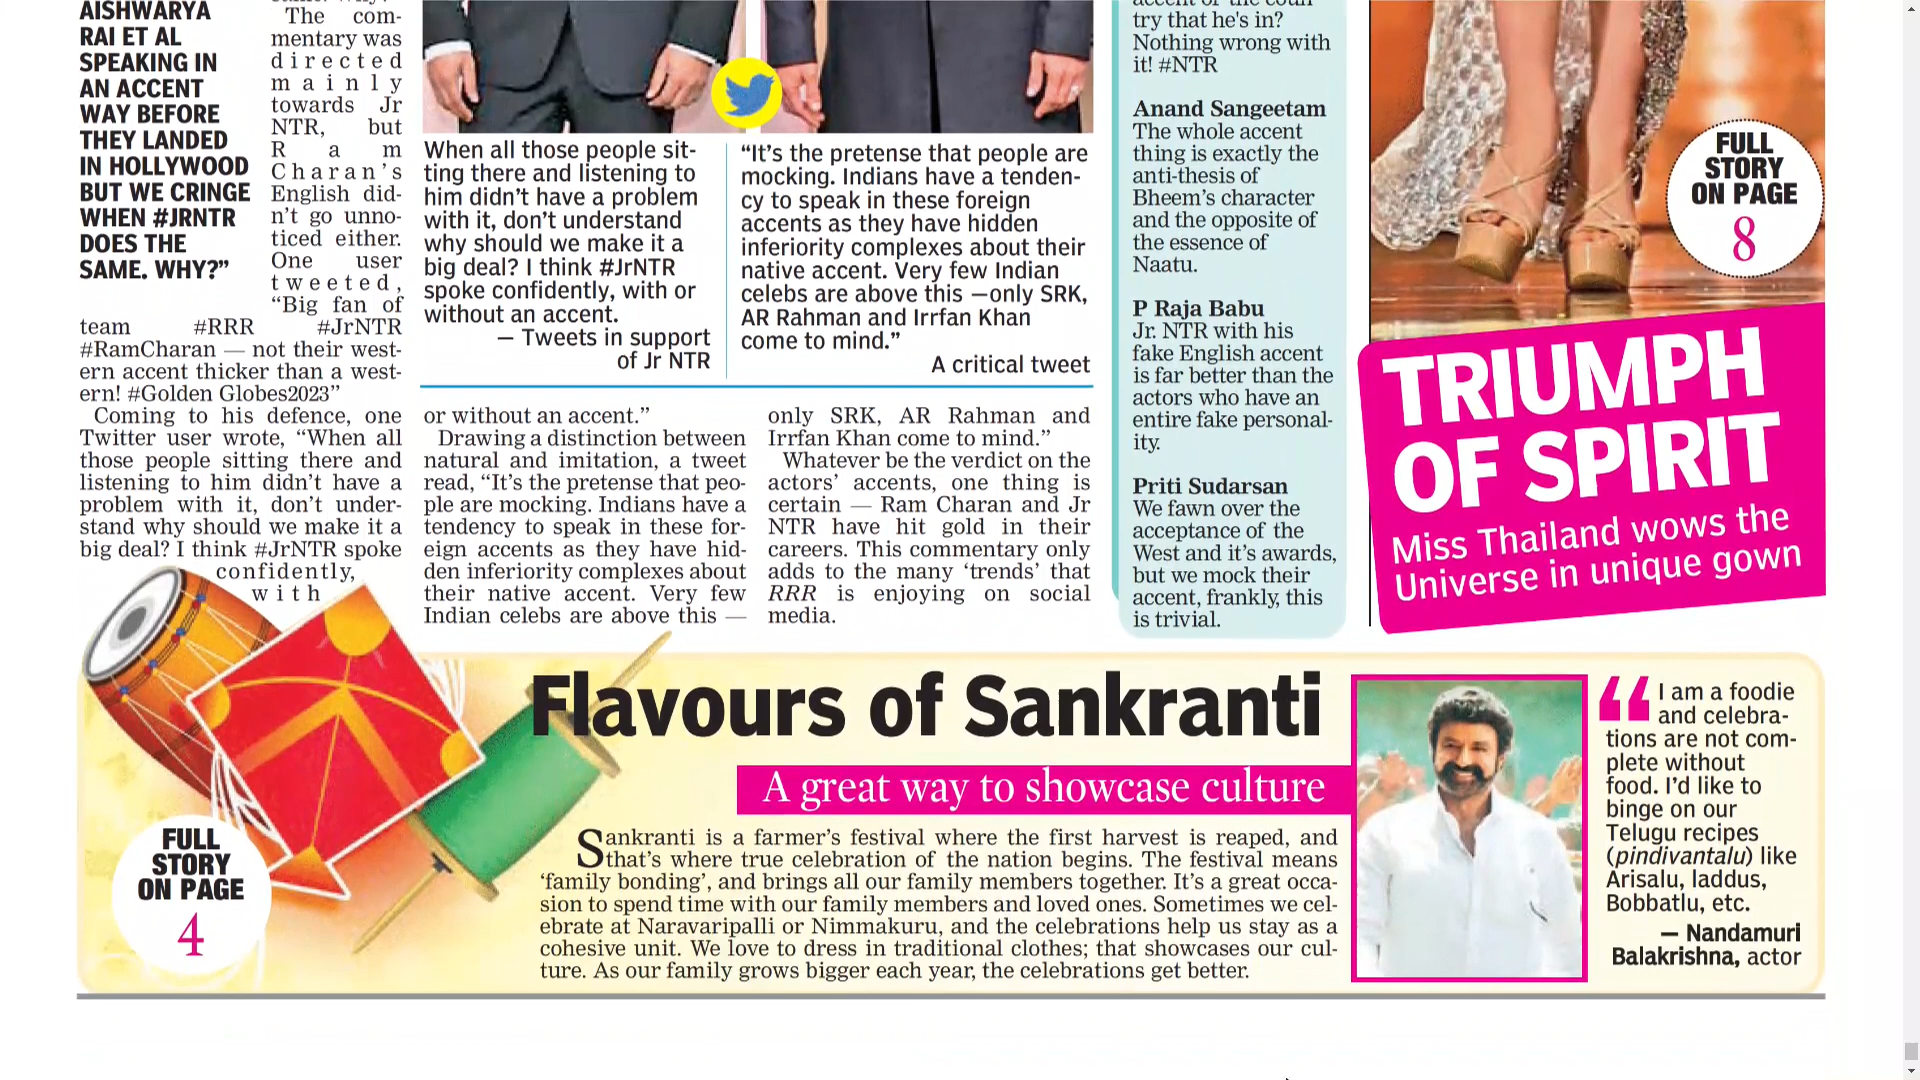 AISHWARYA
RAI ET AL
SPEAKING IN
AN ACCENT
WAY BEFORE
THEY LANDED
IN HOLLYWOOD
BUT WE CRINGE
WHEN #JRNTR
DOES THE
SAME. WHY?”
The com-
mentary was
directed
mainly
towards Jr
NTR, but
Ram
Charan’s
English did-
n’t go unno-
ticed either.
One user
tweeted,
“Big fan of
team #RRR #JrNTR
#RamCharan — not their west-
ern accent thicker than a west-
ern! #Golden Globes2023”
Coming to his defence, one
Twitter user wrote, “When all
those people sitting there and
listening to him didn’t have a
problem with it, don’t under-
stand why should we make it a
big deal? I think #JrNTR spoke
confidently,
with
When all those people sit-
ting there and listening to
him didn’t have a problem
with it, don’t understand
why should we make it a
big deal? I think #JrNTR
spoke confidently, with or
without an accent.
— Tweets in support
of Jr NTR
“It’s the pretense that people are
mocking. Indians have a tenden-
cy to speak in these foreign
accents as they have hidden
inferiority complexes about their
native accent. Very few Indian
celebs are above this —only SRK,
AR Rahman and Irrfan Khan
come to mind.”
A critical tweet
or without an accent.”
Drawing a distinction between
natural and imitation, a tweet
read, “It’s the pretense that peo-
ple are mocking. Indians have a
tendency to speak in these for-
eign accents as they have hid-
den inferiority complexes about
their native accent. Very few
Indian celebs are above this —
only SRK, AR Rahman and
Irrfan Khan come to mind.”
Whatever be the verdict on the
actors’ accents, one thing is
certain — Ram Charan and Jr
NTR have hit gold in their
careers. This commentary only
adds to the many ‘trends’ that
RRR is enjoying on social
media.
accent of the coun
try that he's in?
Nothing wrong with
it! #NTR
Anand Sangeetam
The whole accent
thing is exactly the
anti-thesis of
Bheem’s character
and the opposite of
the essence of
Naatu.
P Raja Babu
Jr. NTR with his
fake English accent
is far better than the
actors who have an
entire fake personal-
ity.
Priti Sudarsan
We fawn over the
acceptance of the
West and it’s awards,
but we mock their
accent, frankly, this
is trivial.
FULL
STORY
ON PAGE
8
TRIUMPH
OF SPIRIT
Miss Thailand wows the
Universe in unique gown
FULL
STORY
ON PAGE
4
Flavours of Sankranti
A great way to showcase culture
Sankranti is a farmer’s festival where the first harvest is reaped, and
that’s where true celebration of the nation begins. The festival means
‘family bonding’, and brings all our family members together. It’s a great occa-
sion to spend time with our family members and loved ones. Sometimes we cel-
ebrate at Naravaripalli or Nimmakuru, and the celebrations help us stay as a
cohesive unit. We love to dress in traditional clothes; that showcases our cul-
ture. As our family grows bigger each year, the celebrations get better.
“I am a foodie
and celebra-
tions are not com-
plete without
food. I’d like to
binge on our
Telugu recipes
(pindivantalu) like
Arisalu, laddus,
Bobbatlu, etc.
— Nandamuri
Balakrishna, actor